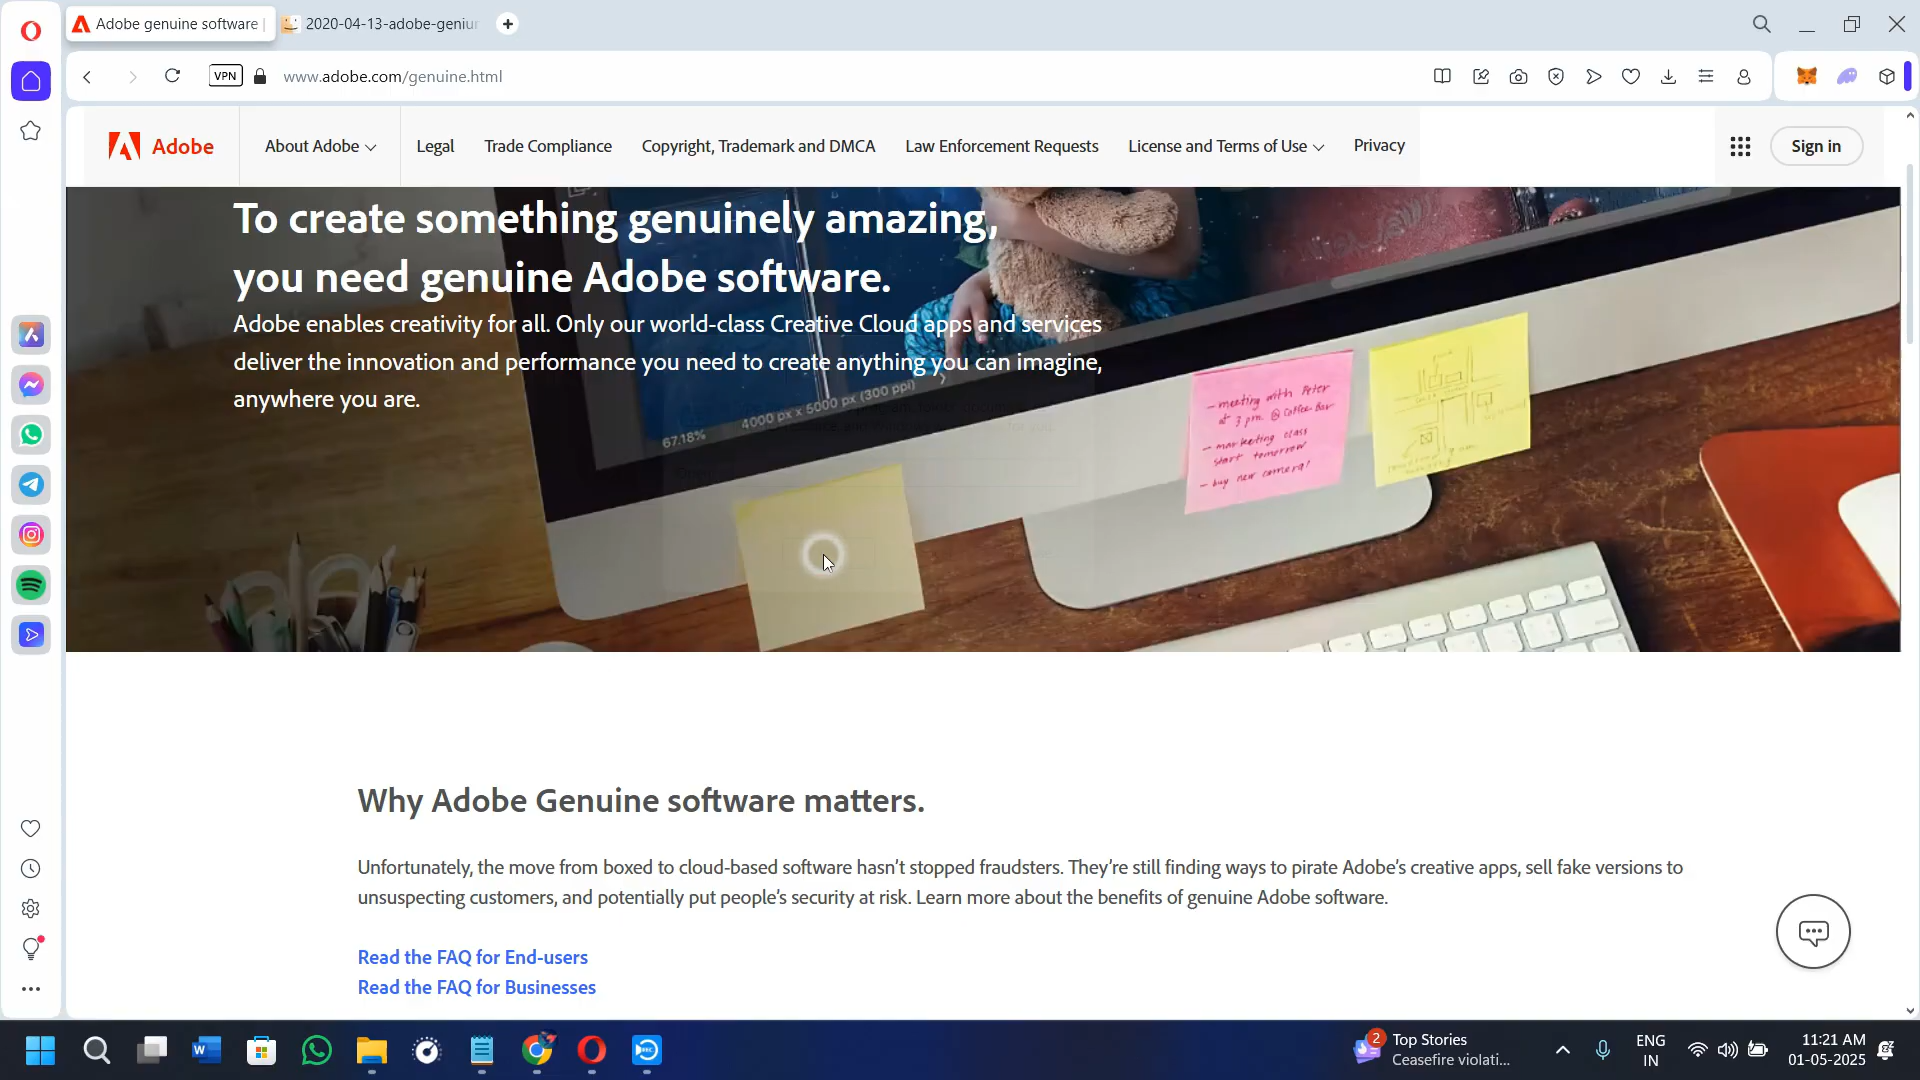 Adobe genuine software |
2020-04-13-adobe-geniu
VPN
www.adobe.com/genuine.html
Adobe
About Adobe
Legal
Trade Compliance
Copyright, Trademark and DMCA
Law Enforcement Requests
License and Terms of Use
Privacy
Sign in
To create something genuinely amazing,
you need genuine Adobe software.
Adobe enables creativity for all. Only our world-class Creative Cloud apps and services
deliver the innovation and performance you need to create anything you can imagine,
anywhere you are.
67.18%
4000 px x 5000 px (300 ppi)
- meeting with Peter
at 3 pm. @ Coffee Bar
- marketing class
start tomorrow
- buy new camera!
Why Adobe Genuine software matters.
Unfortunately, the move from boxed to cloud-based software hasn't stopped fraudsters. They're still finding ways to pirate Adobe's creative apps, sell fake versions to
unsuspecting customers, and potentially put people's security at risk. Learn more about the benefits of genuine Adobe software.
Read the FAQ for End-users
Read the FAQ for Businesses
2
Top Stories
Ceasefire violati...
ENG
IN
11:21 AM
01-05-2025